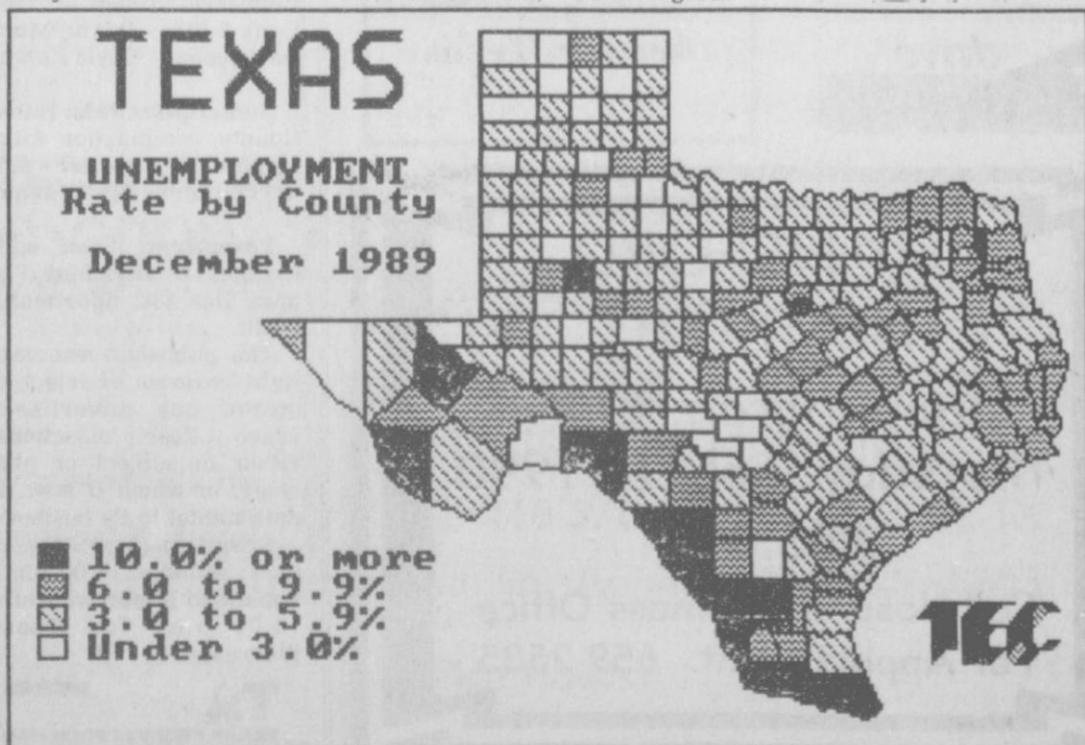 TEXAS
UNEMPLOYMENT
Rate by County
December 1989
10.0% or more
6.0 to 9.9%
3.0 to 5.9%
Under 3.0%
TEC
Office